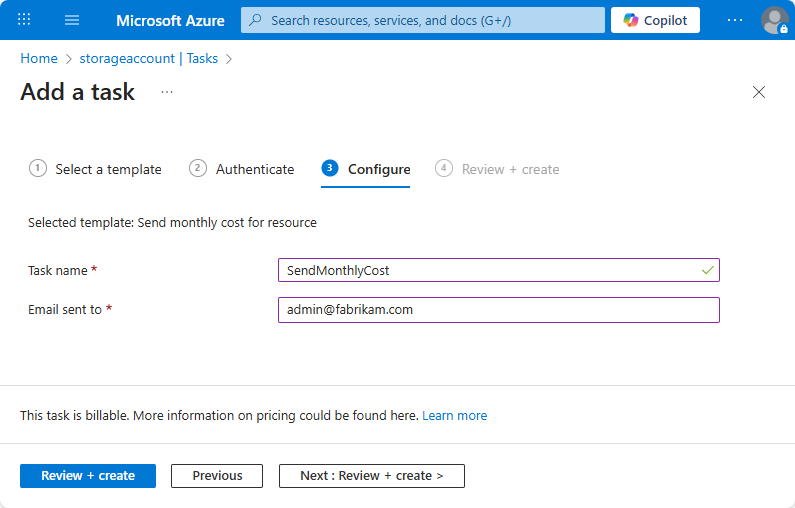 Microsoft Azure
Search resources, services, and docs (G+/)
Copilot
Home > storageaccount | Tasks >
Add a task
1 Select a template
2 Authenticate
3 Configure
4 Review + create
Selected template: Send monthly cost for resource
Task name *
SendMonthlyCost
Email sent to *
admin@fabrikam.com
This task is billable. More information on pricing could be found here. Learn more
Review + create
Previous
Next : Review + create >